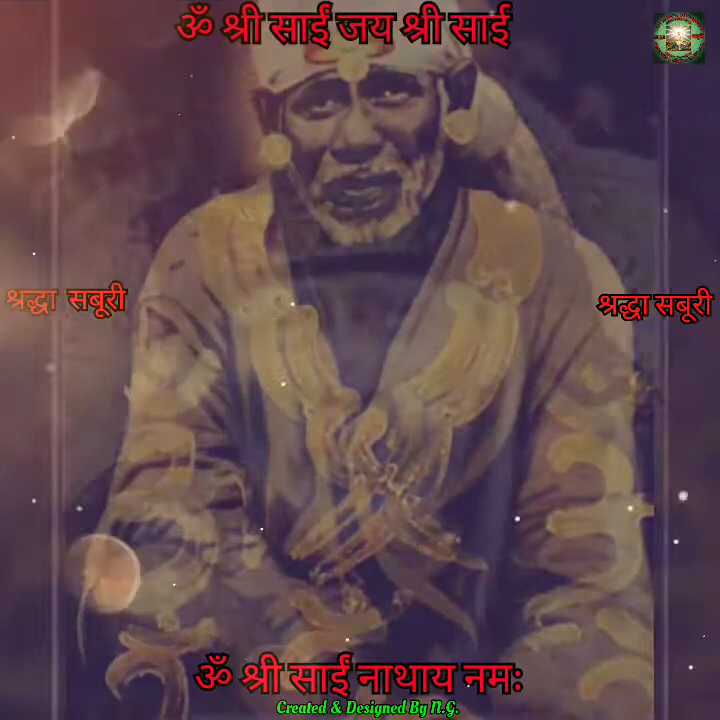 ॐ श्री साईं जय श्री साईं
श्रद्धा सबूरी
श्रद्धा सबूरी
ॐ श्री साईं नाथाय नमः
Created & Designed By N.G.